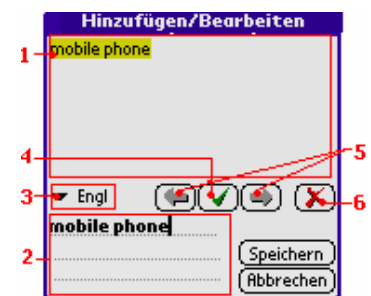 Hinzufügen/Bearbeiten
1
mobile phone
4
5
3
Engl
6
mobile phone
2
Speichern
Abbrechen